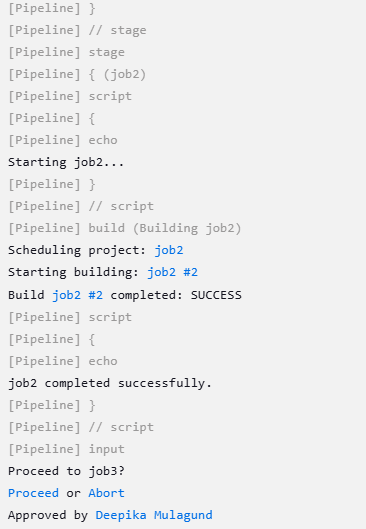 [Pipeline] }
[Pipeline] // stage
[Pipeline] stage
[Pipeline] { (job2)
[Pipeline] script
[Pipeline] {
[Pipeline] echo
Starting job2...
[Pipeline] }
[Pipeline] // script
[Pipeline] build (Building job2)
Scheduling project: job2
Starting building: job2 #2
Build job2 #2 completed: SUCCESS
[Pipeline] script
[Pipeline] {
[Pipeline] echo
job2 completed successfully.
[Pipeline] }
[Pipeline] // script
[Pipeline] input
Proceed to job3?
Proceed or Abort
Approved by Deepika Mulagund